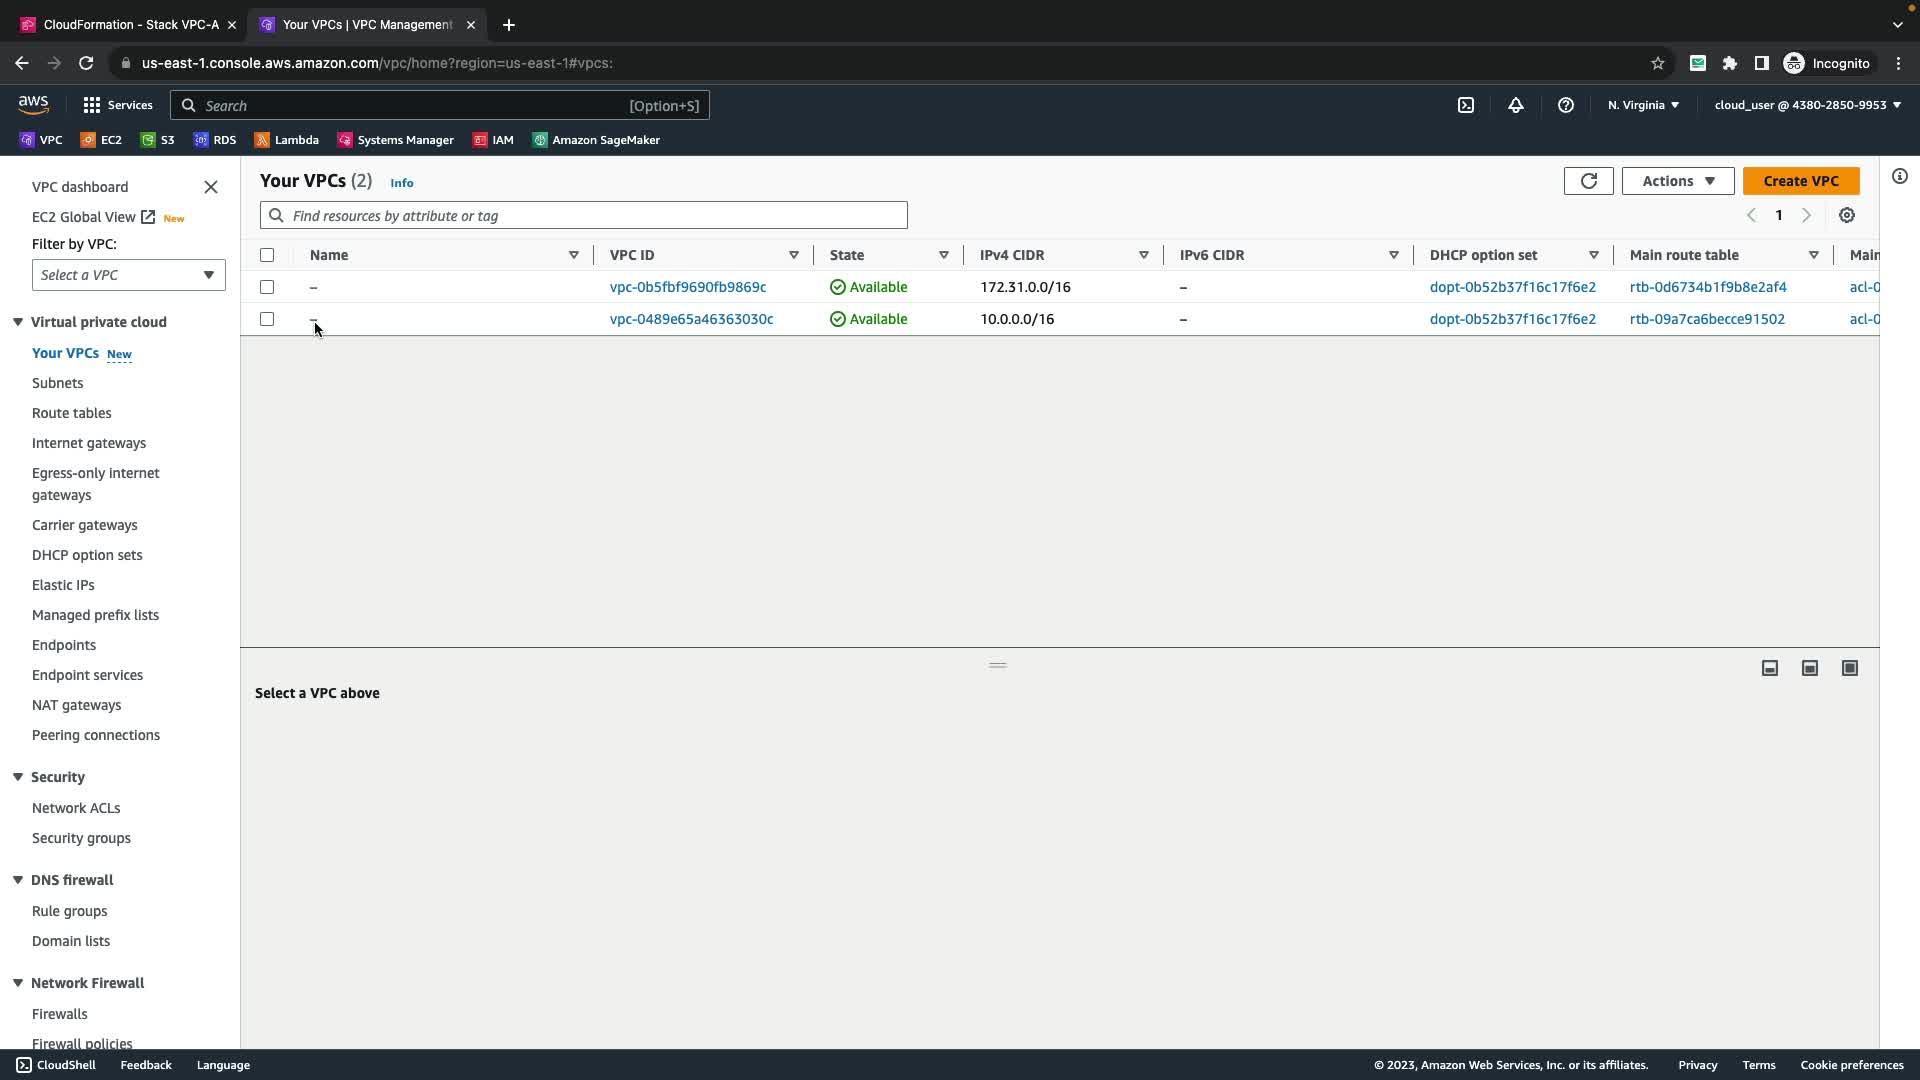 CloudFormation - Stack VPC-A
Your VPCs | VPC Management
us-east-1.console.aws.amazon.com/vpc/home?region=us-east-1#vpcs:
Incognito
aws
Services
Search
[Option+S]
N. Virginia
cloud_user @ 4380-2850-9953
VPC
EC2
S3
RDS
Lambda
Systems Manager
IAM
Amazon SageMaker
VPC dashboard
EC2 Global View New
Filter by VPC:
Select a VPC
Virtual private cloud
Your VPCs New
Subnets
Route tables
Internet gateways
Egress-only internet
gateways
Carrier gateways
DHCP option sets
Elastic IPs
Managed prefix lists
Endpoints
Endpoint services
NAT gateways
Peering connections
Security
Network ACLs
Security groups
DNS firewall
Rule groups
Domain lists
Network Firewall
Firewalls
Firewall policies
Your VPCs (2) Info
Actions
Create VPC
Find resources by attribute or tag
1
Name VPC ID State IPv4 CIDR IPv6 CIDR DHCP option set Main route table Main
– vpc-0b5fbf9690fb9869c Available 172.31.0.0/16 – dopt-0b52b37f16c17f6e2 rtb-0d6734b1f9b8e2af4 acl-0
– vpc-0489e65a46363030c Available 10.0.0.0/16 – dopt-0b52b37f16c17f6e2 rtb-09a7ca6becce91502 acl-0
Select a VPC above
CloudShell
Feedback
Language
© 2023, Amazon Web Services, Inc. or its affiliates.
Privacy
Terms
Cookie preferences